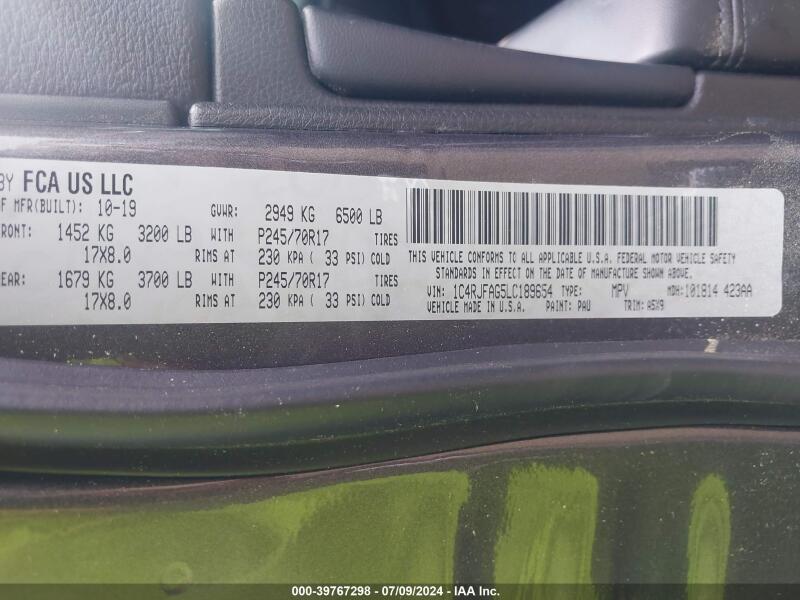 BY FCA US LLC
OF MFR(BUILT): 10-19 GVWR: 2949 KG 6500 LB
FRONT: 1452 KG 3200 LB WITH P245/70R17 TIRES
17X8.0 RIMS AT 230 KPA ( 33 PSI) COLD
REAR: 1679 KG 3700 LB WITH P245/70R17 TIRES
17X8.0 RIMS AT 230 KPA ( 33 PSI) COLD
THIS VEHICLE CONFORMS TO ALL APPLICABLE U.S.A. FEDERAL MOTOR VEHICLE SAFETY
STANDARDS IN EFFECT ON THE DATE OF MANUFACTURE SHOWN ABOVE.
VIN: 1C4RJFAG5LC189654 TYPE: MPV MDH: 101814 423AA
VEHICLE MADE IN U.S.A. PAINT: PAU TRIM: A5X9
000-39767298 / 07/09/2024 - IAA Inc.